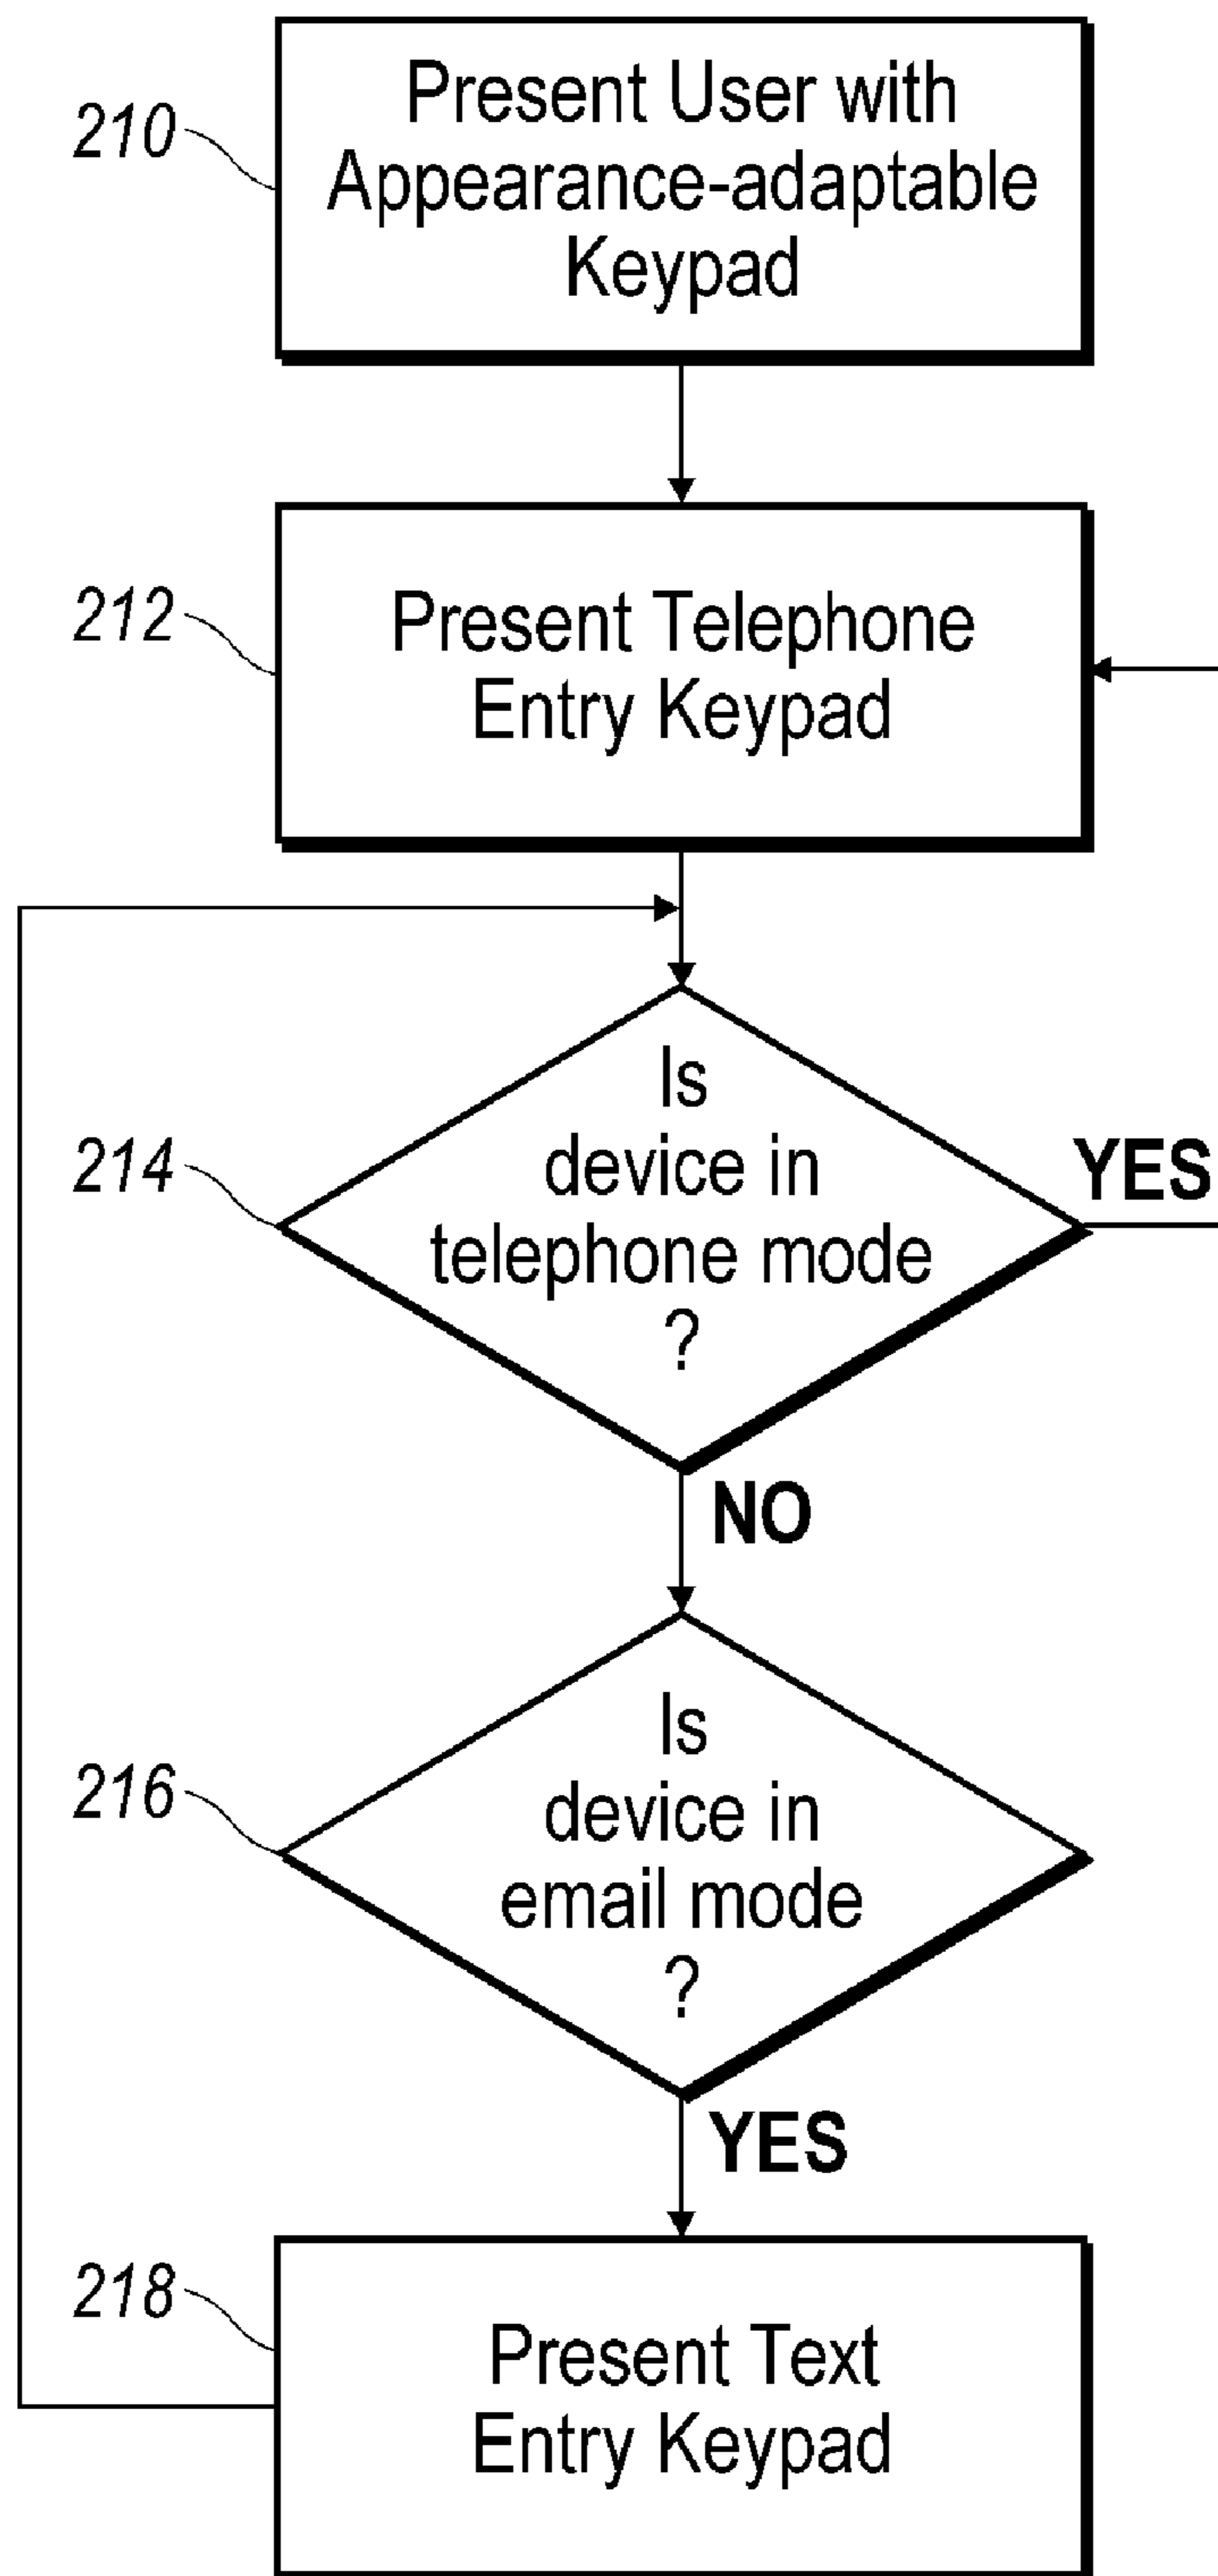 210
Present User with
Appearance-adaptable
Keypad
212
Present Telephone
Entry Keypad
214
Is
device in
telephone mode
?
YES
NO
216
Is
device in
email mode
?
YES
218
Present Text
Entry Keypad